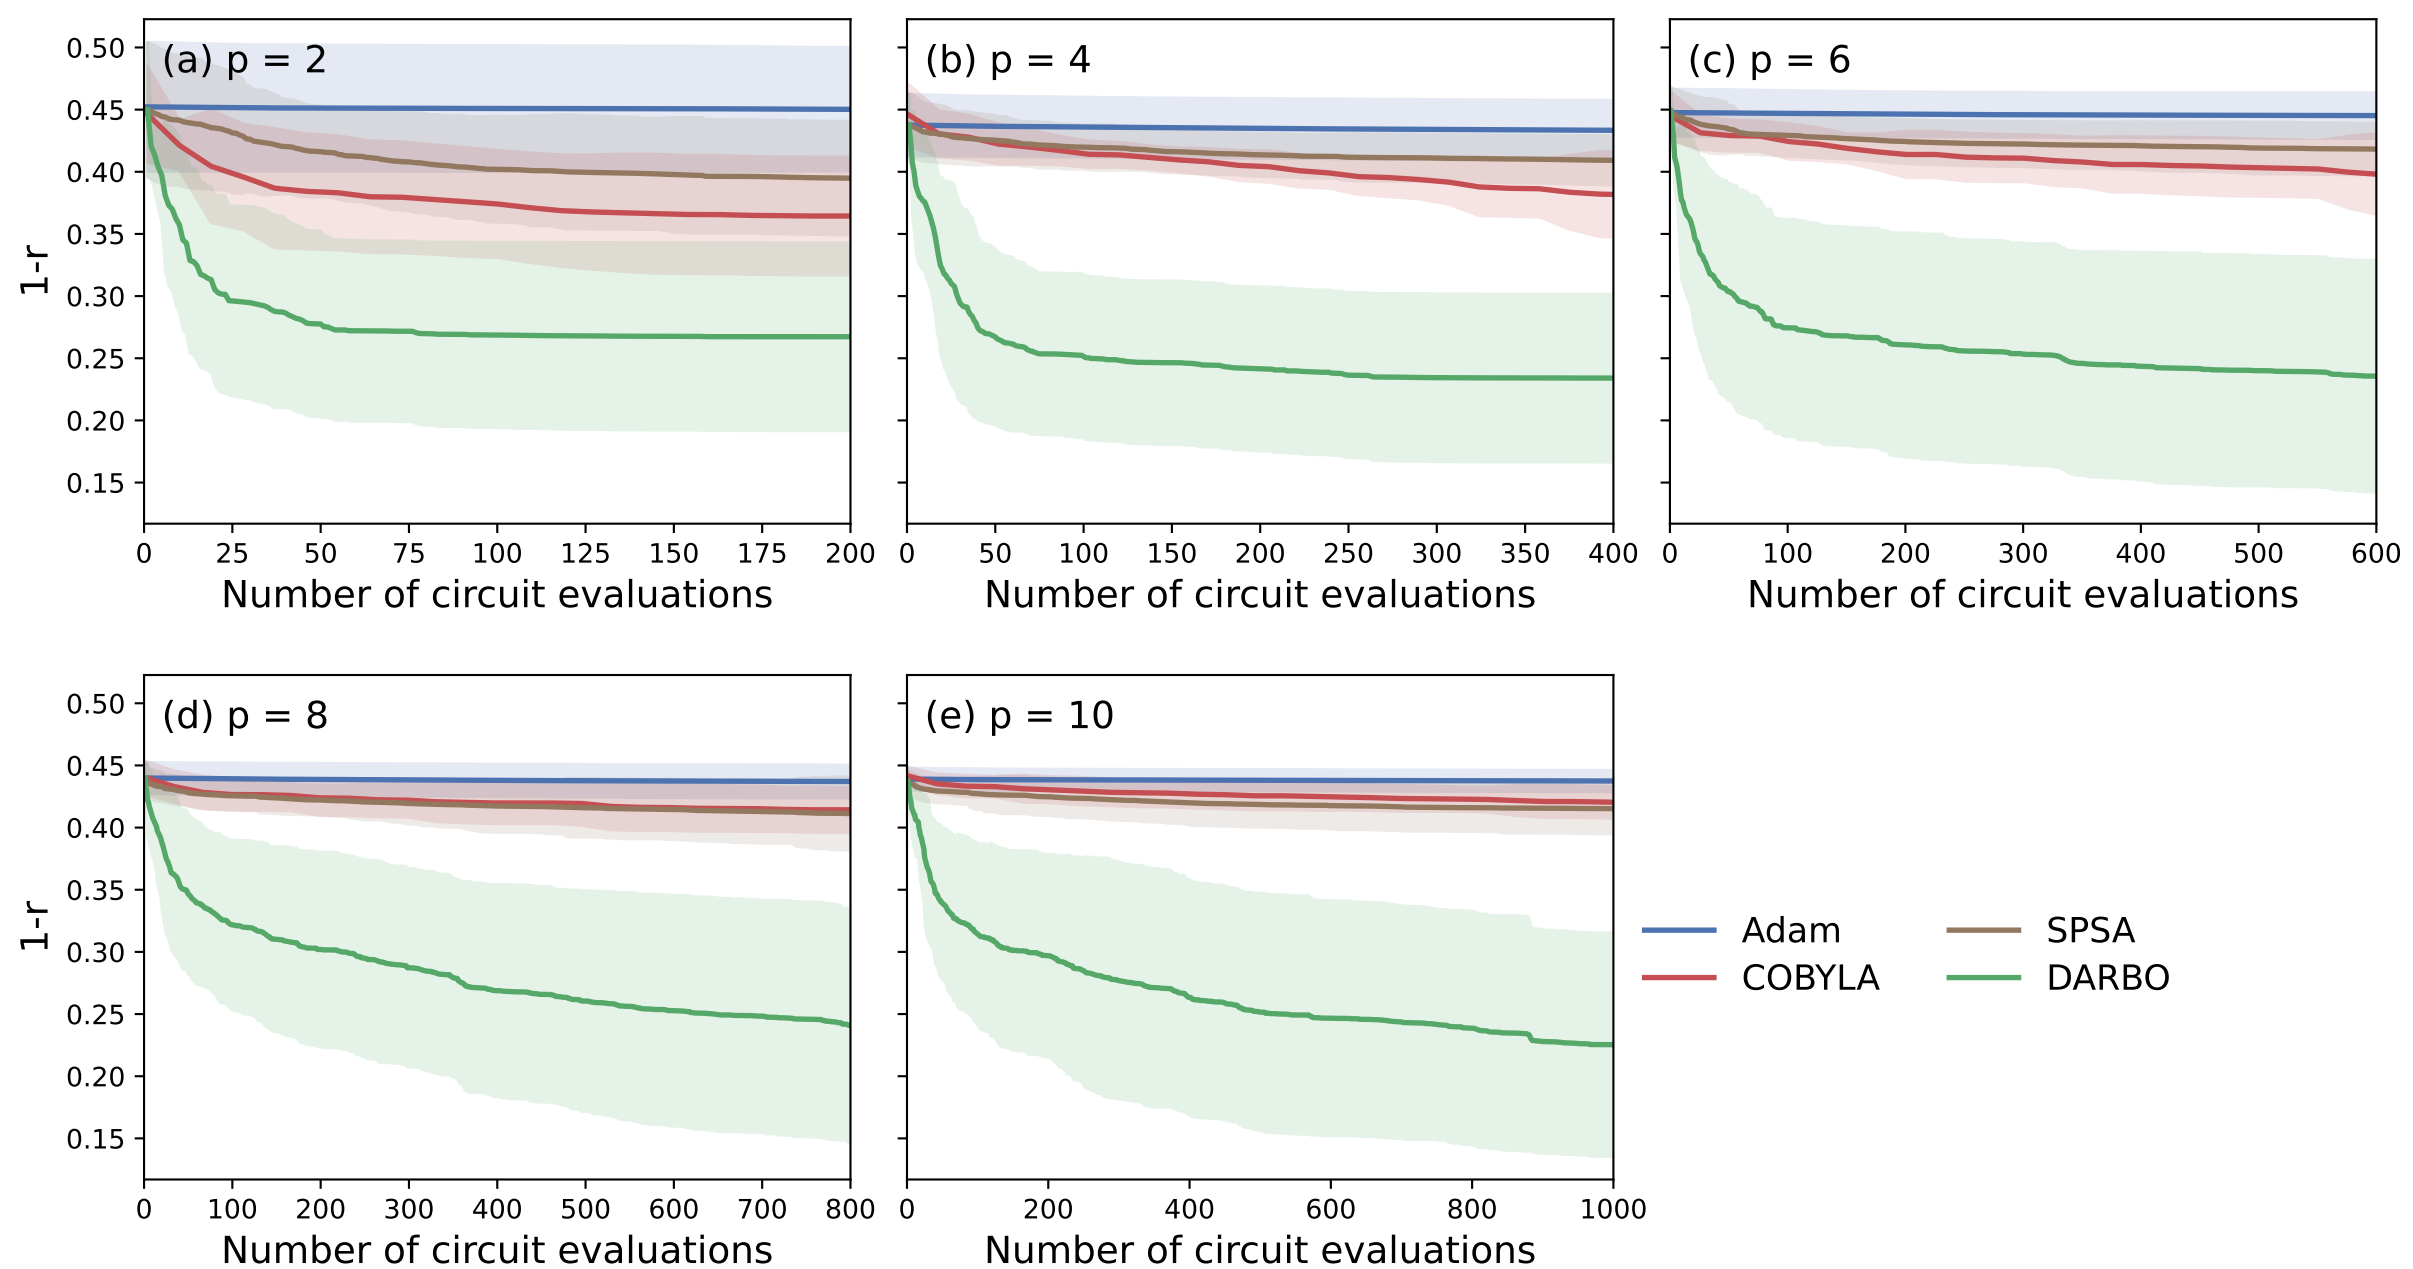 (a) p = 2
(b) p = 4
(c) p = 6
0.50
0.45
0.40
0.35
0.30
0.25
0.20
0.15
1-r
0 25 50 75 100 125 150 175 200
0 50 100 150 200 250 300 350 400
0 100 200 300 400 500 600
Number of circuit evaluations
Number of circuit evaluations
Number of circuit evaluations
(d) p = 8
(e) p = 10
0.50
0.45
0.40
0.35
0.30
0.25
0.20
0.15
1-r
0 100 200 300 400 500 600 700 800
0 200 400 600 800 1000
Number of circuit evaluations
Number of circuit evaluations
Adam
SPSA
COBYLA
DARBO